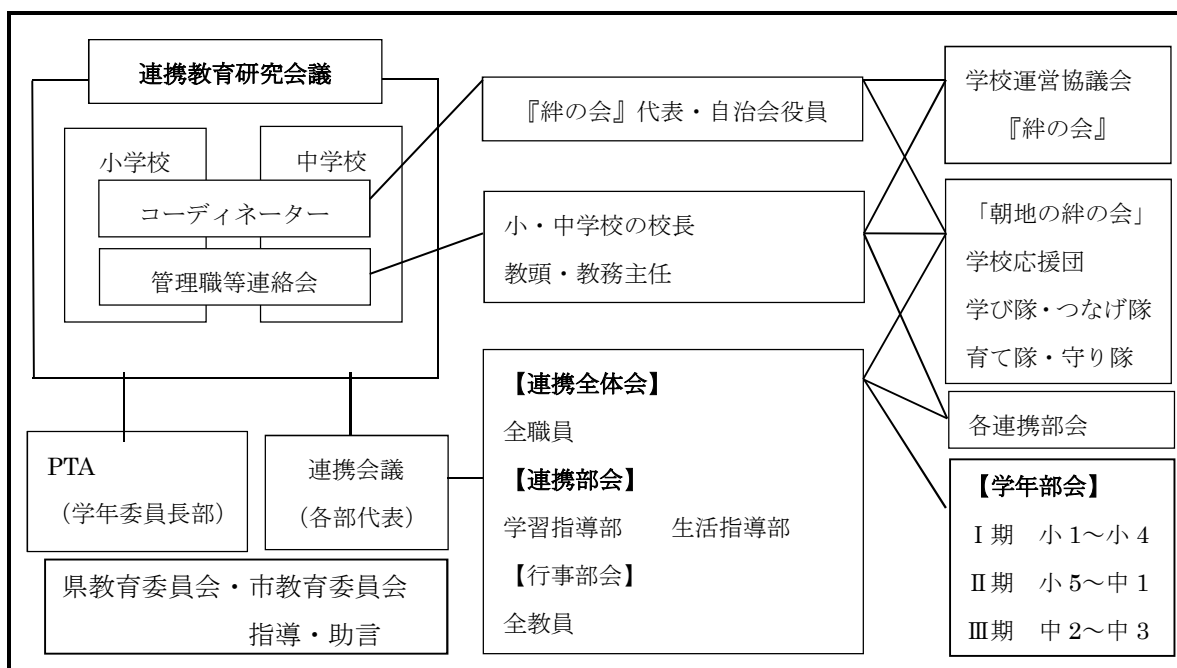 連携教育研究会議
小学校
中学校
コーディネーター
管理職等連絡会
PTA
（学年委員長部）
連携会議
（各部代表）
県教育委員会・市教育委員会
指導・助言
『絆の会』代表・自治会役員
小・中学校の校長
教頭・教務主任
【連携全体会】
全職員
【連携部会】
学習指導部　　生活指導部
【行事部会】
全教員
学校運営協議会
『絆の会』
「朝地の絆の会」
学校応援団
学び隊・つなげ隊
育て隊・守り隊
各連携部会
【学年部会】
Ⅰ期　小 1～小 4
Ⅱ期　小 5～中 1
Ⅲ期　中 2～中 3